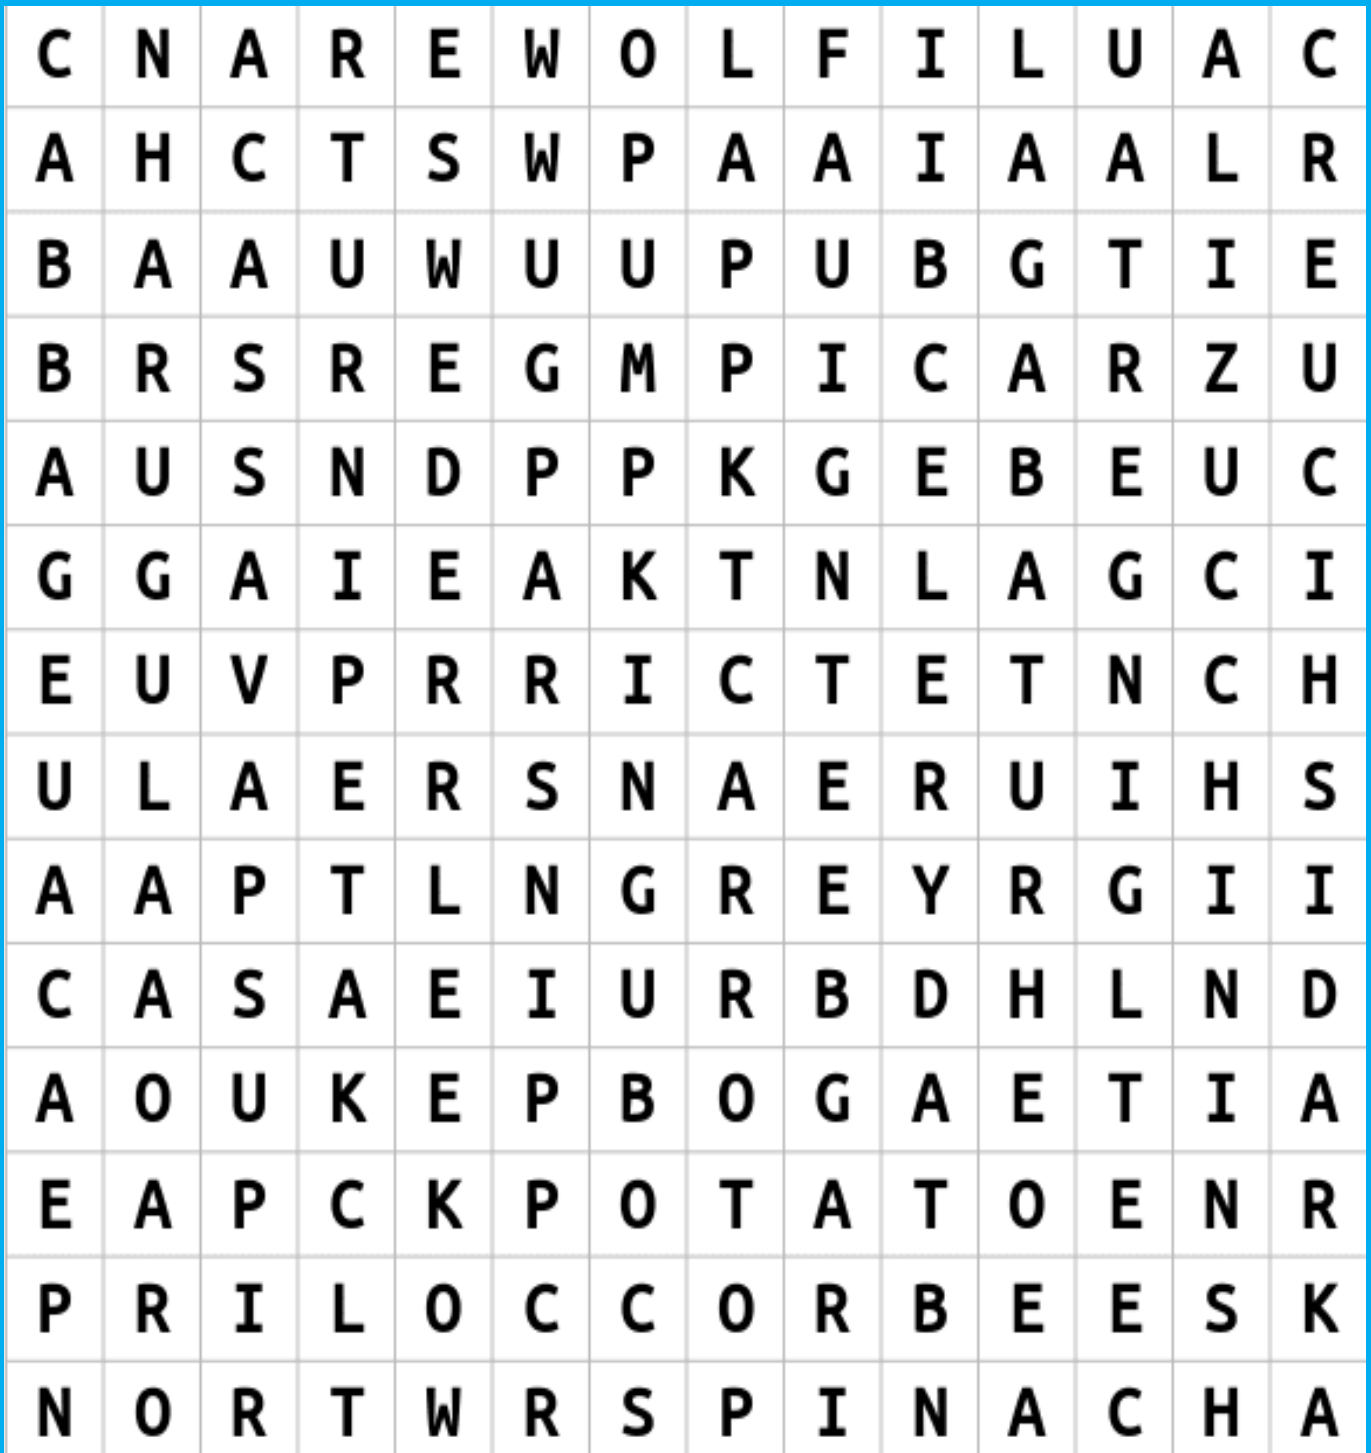 C N A R E W O L F I L U A C
A H C T S W P A A I A A L R
B A A U W U U P U B G T I E
B R S R E G M P I C A R Z U
A U S N D P P K G E B E U C
G G A I E A K T N L A G C I
E U V P R R I C T E T N C H
U L A E R S N A E R U I H S
A A P T L N G R E Y R G I I
C A S A E I U R B D H L N D
A O U K E P B O G A E T I A
E A P C K P O T A T O E N R
P R I L O C C O R B E E S K
N O R T W R S P I N A C H A